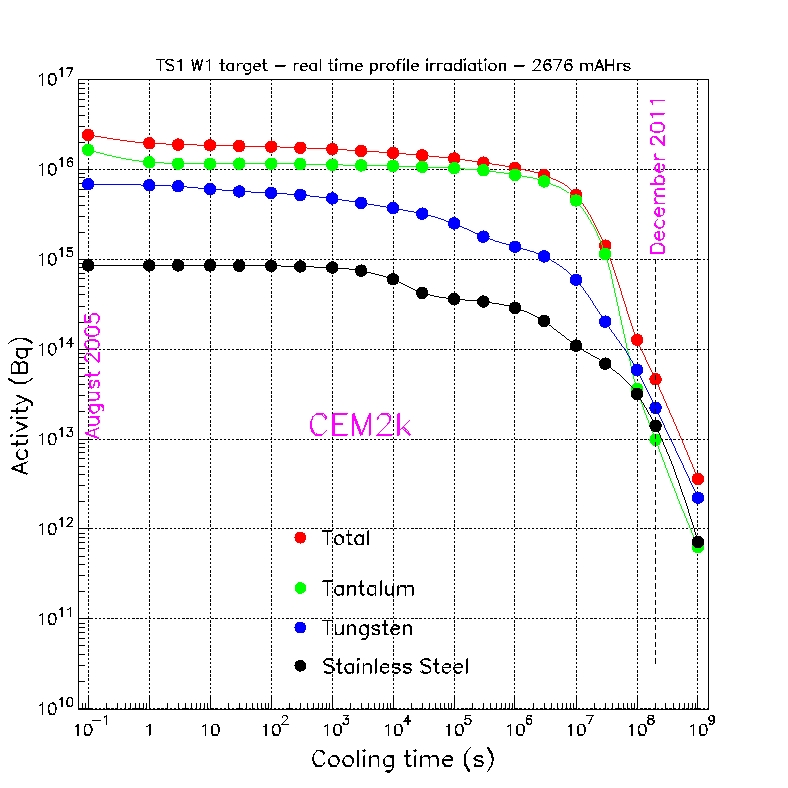 TS1 W1 target − real time profile irradiation − 2676 mAHrs
10^17
10^16
10^15
10^14
10^13
10^12
10^11
10^10
Activity (Bq)
August 2005
December 2011
CEM2k
Total
Tantalum
Tungsten
Stainless Steel
10^−1 1 10 10^2 10^3 10^4 10^5 10^6 10^7 10^8 10^9
Cooling time (s)